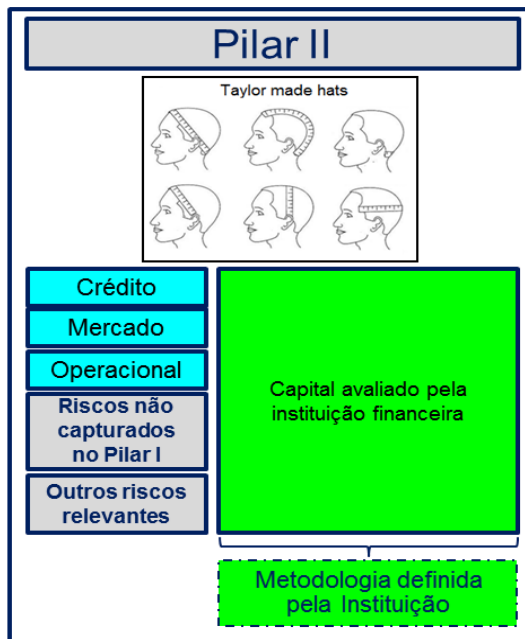 Pilar II
Taylor made hats
Crédito
Mercado
Operacional
Riscos não
capturados
no Pilar I
Outros riscos
relevantes
Capital avaliado pela
instituição financeira
Metodologia definida
pela Instituição